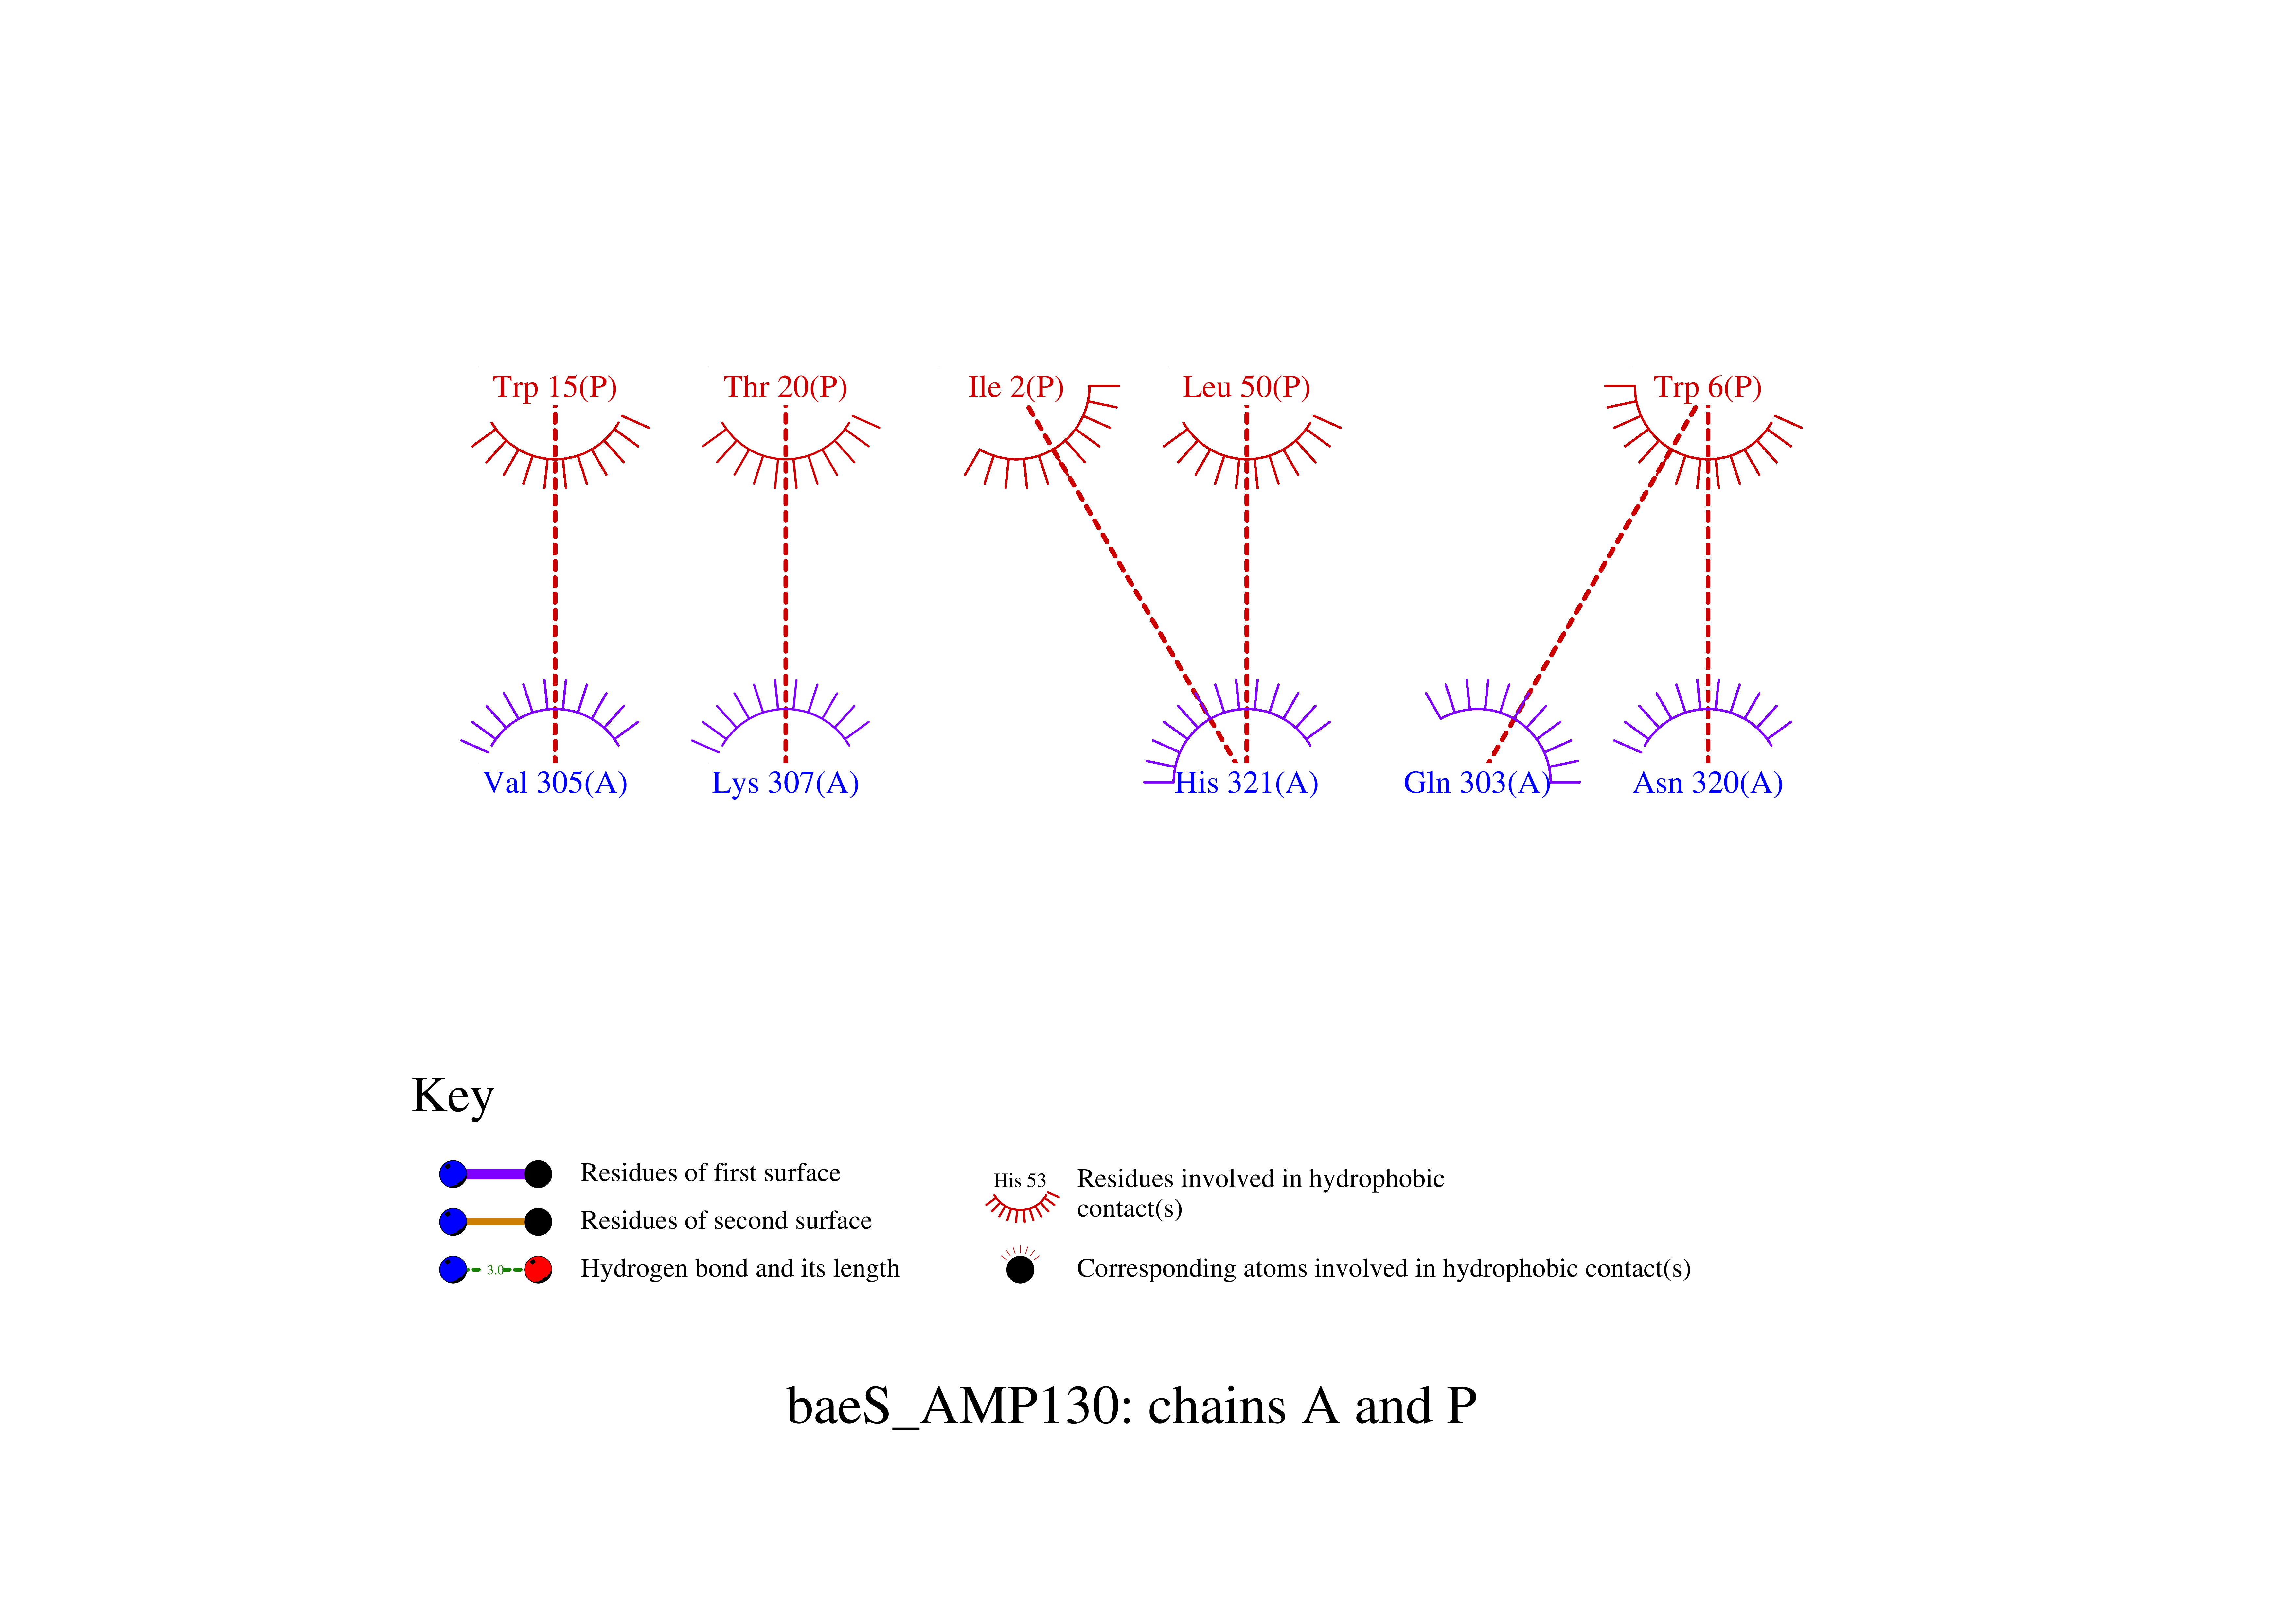 Trp 15(P) Thr 20(P) Ile 2(P) Leu 50(P) Trp 6(P)
Val 305(A) Lys 307(A) His 321(A) Gln 303(A) Asn 320(A)
Key
Residues of first surface
Residues of second surface
3.0 Hydrogen bond and its length
His 53 Residues involved in hydrophobic
contact(s)
Corresponding atoms involved in hydrophobic contact(s)
baeS_AMP130: chains A and P